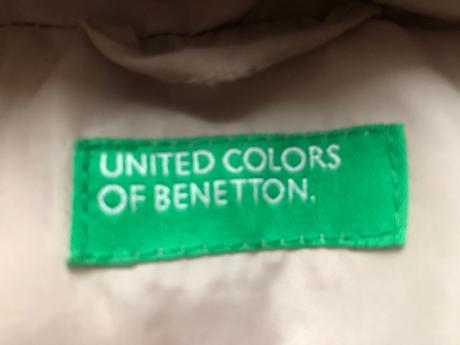 UNITED COLORS
OF BENETTON.